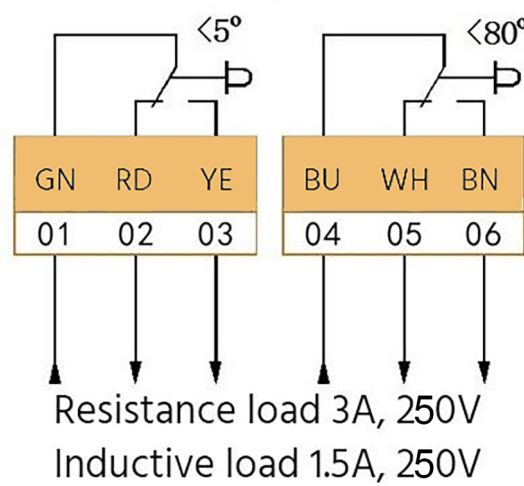 <5° <80°
GN RD YE BU WH BN
01 02 03 04 05 06
Resistance load 3A, 250V
Inductive load 1.5A, 250V